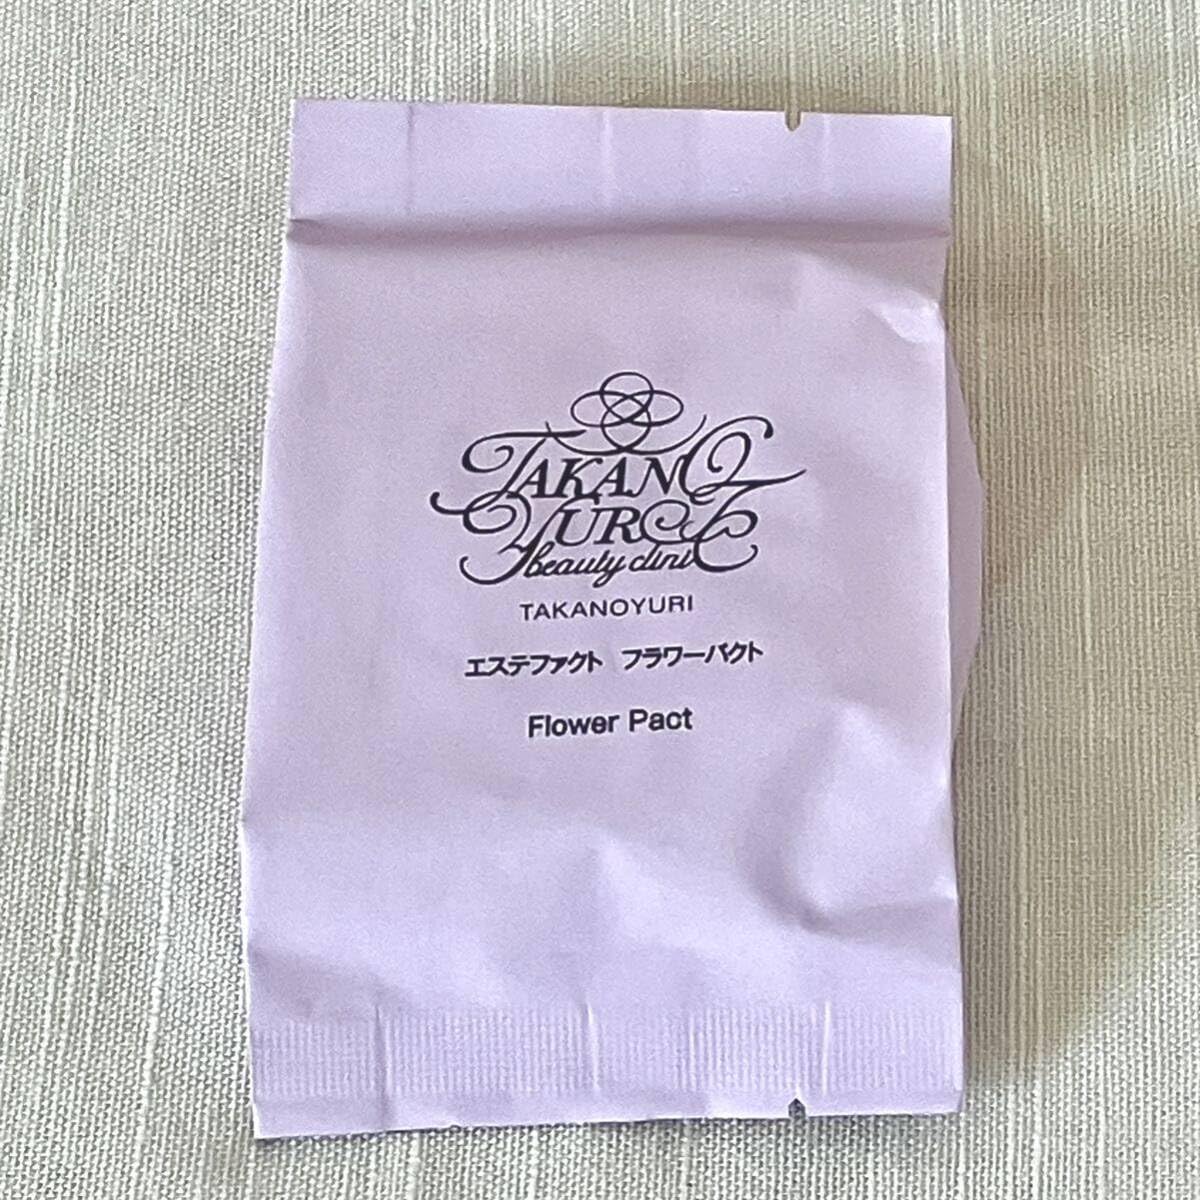 TAKANO
YURI
beauty clinic
TAKANOYURI
エステファクト フラワーパクト
Flower Pact